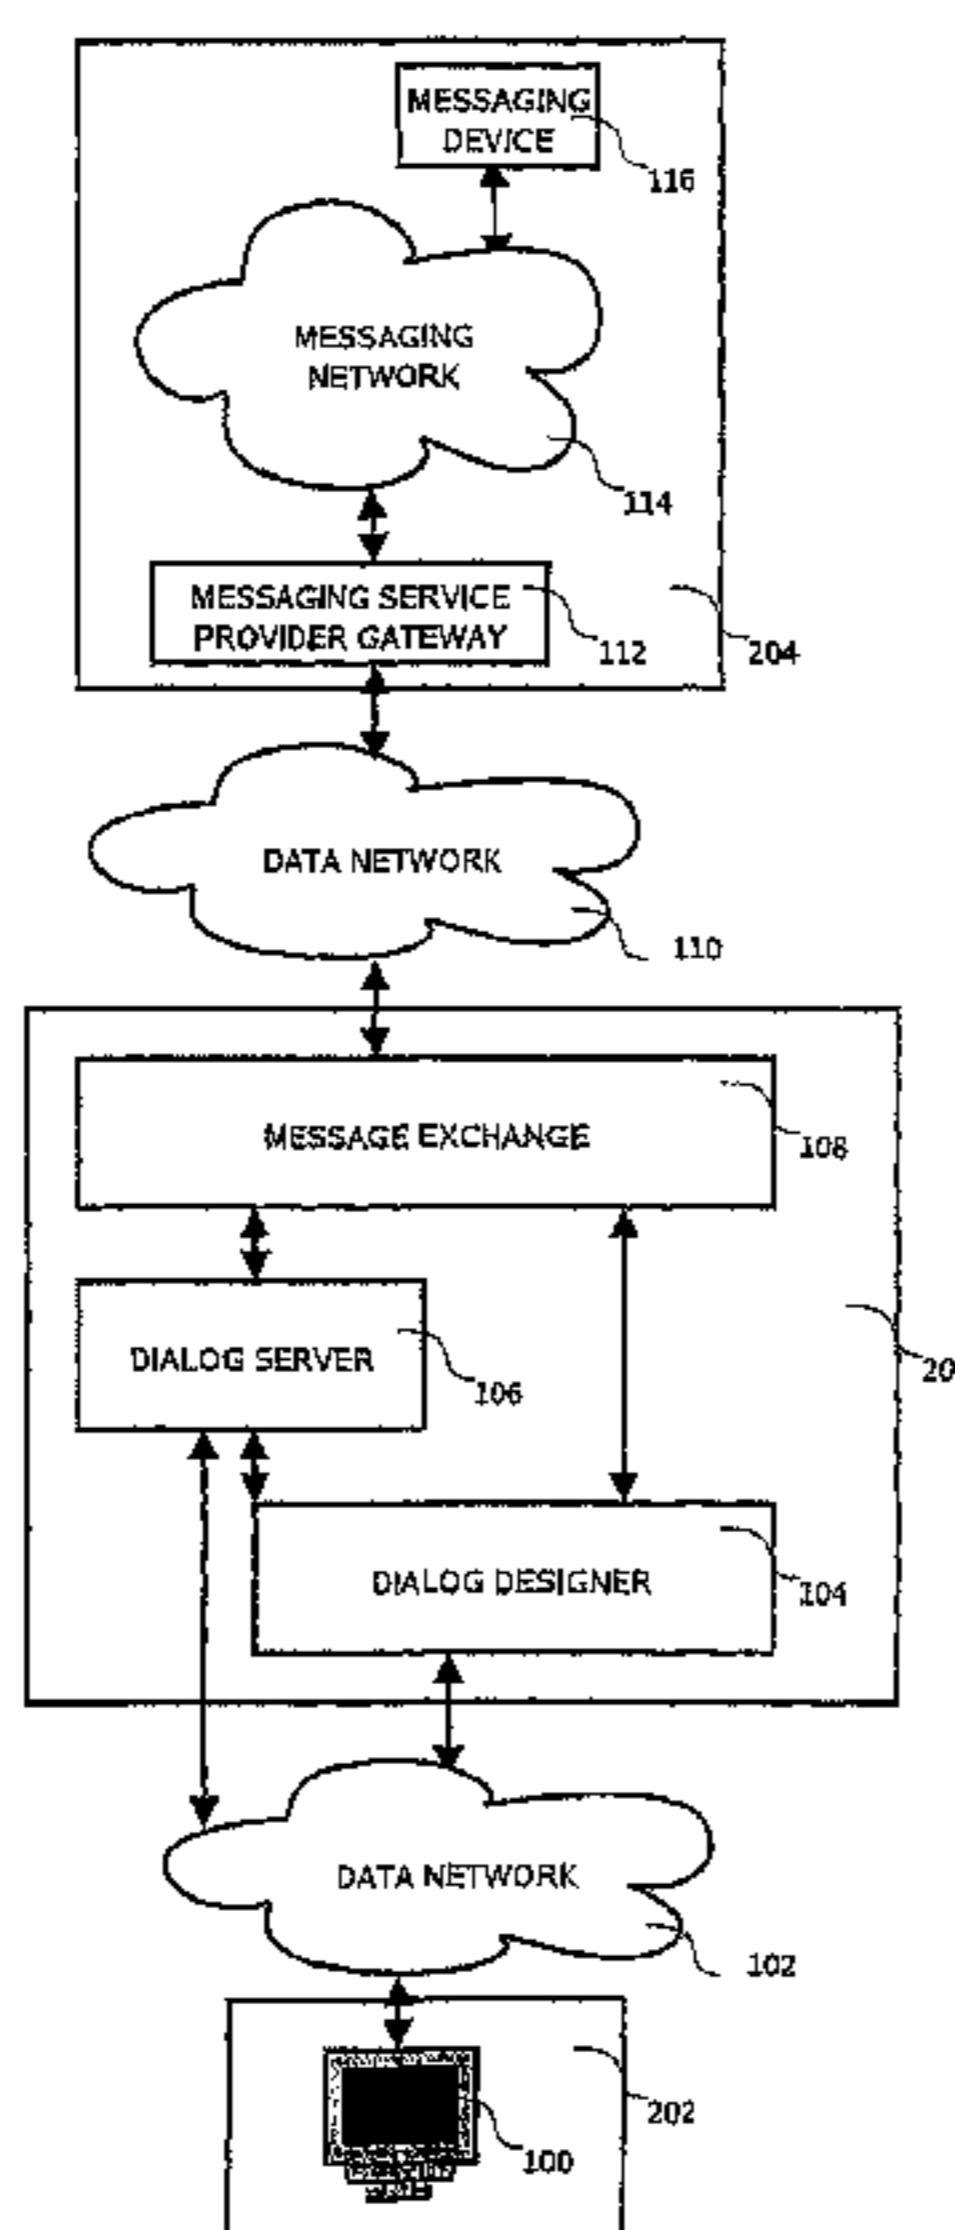 MESSAGING
DEVICE
116
MESSAGING
NETWORK
114
MESSAGING SERVICE
PROVIDER GATEWAY
112
204
DATA NETWORK
110
MESSAGE EXCHANGE
108
DIALOG SERVER
106
20
DIALOG DESIGNER
104
DATA NETWORK
102
202
100